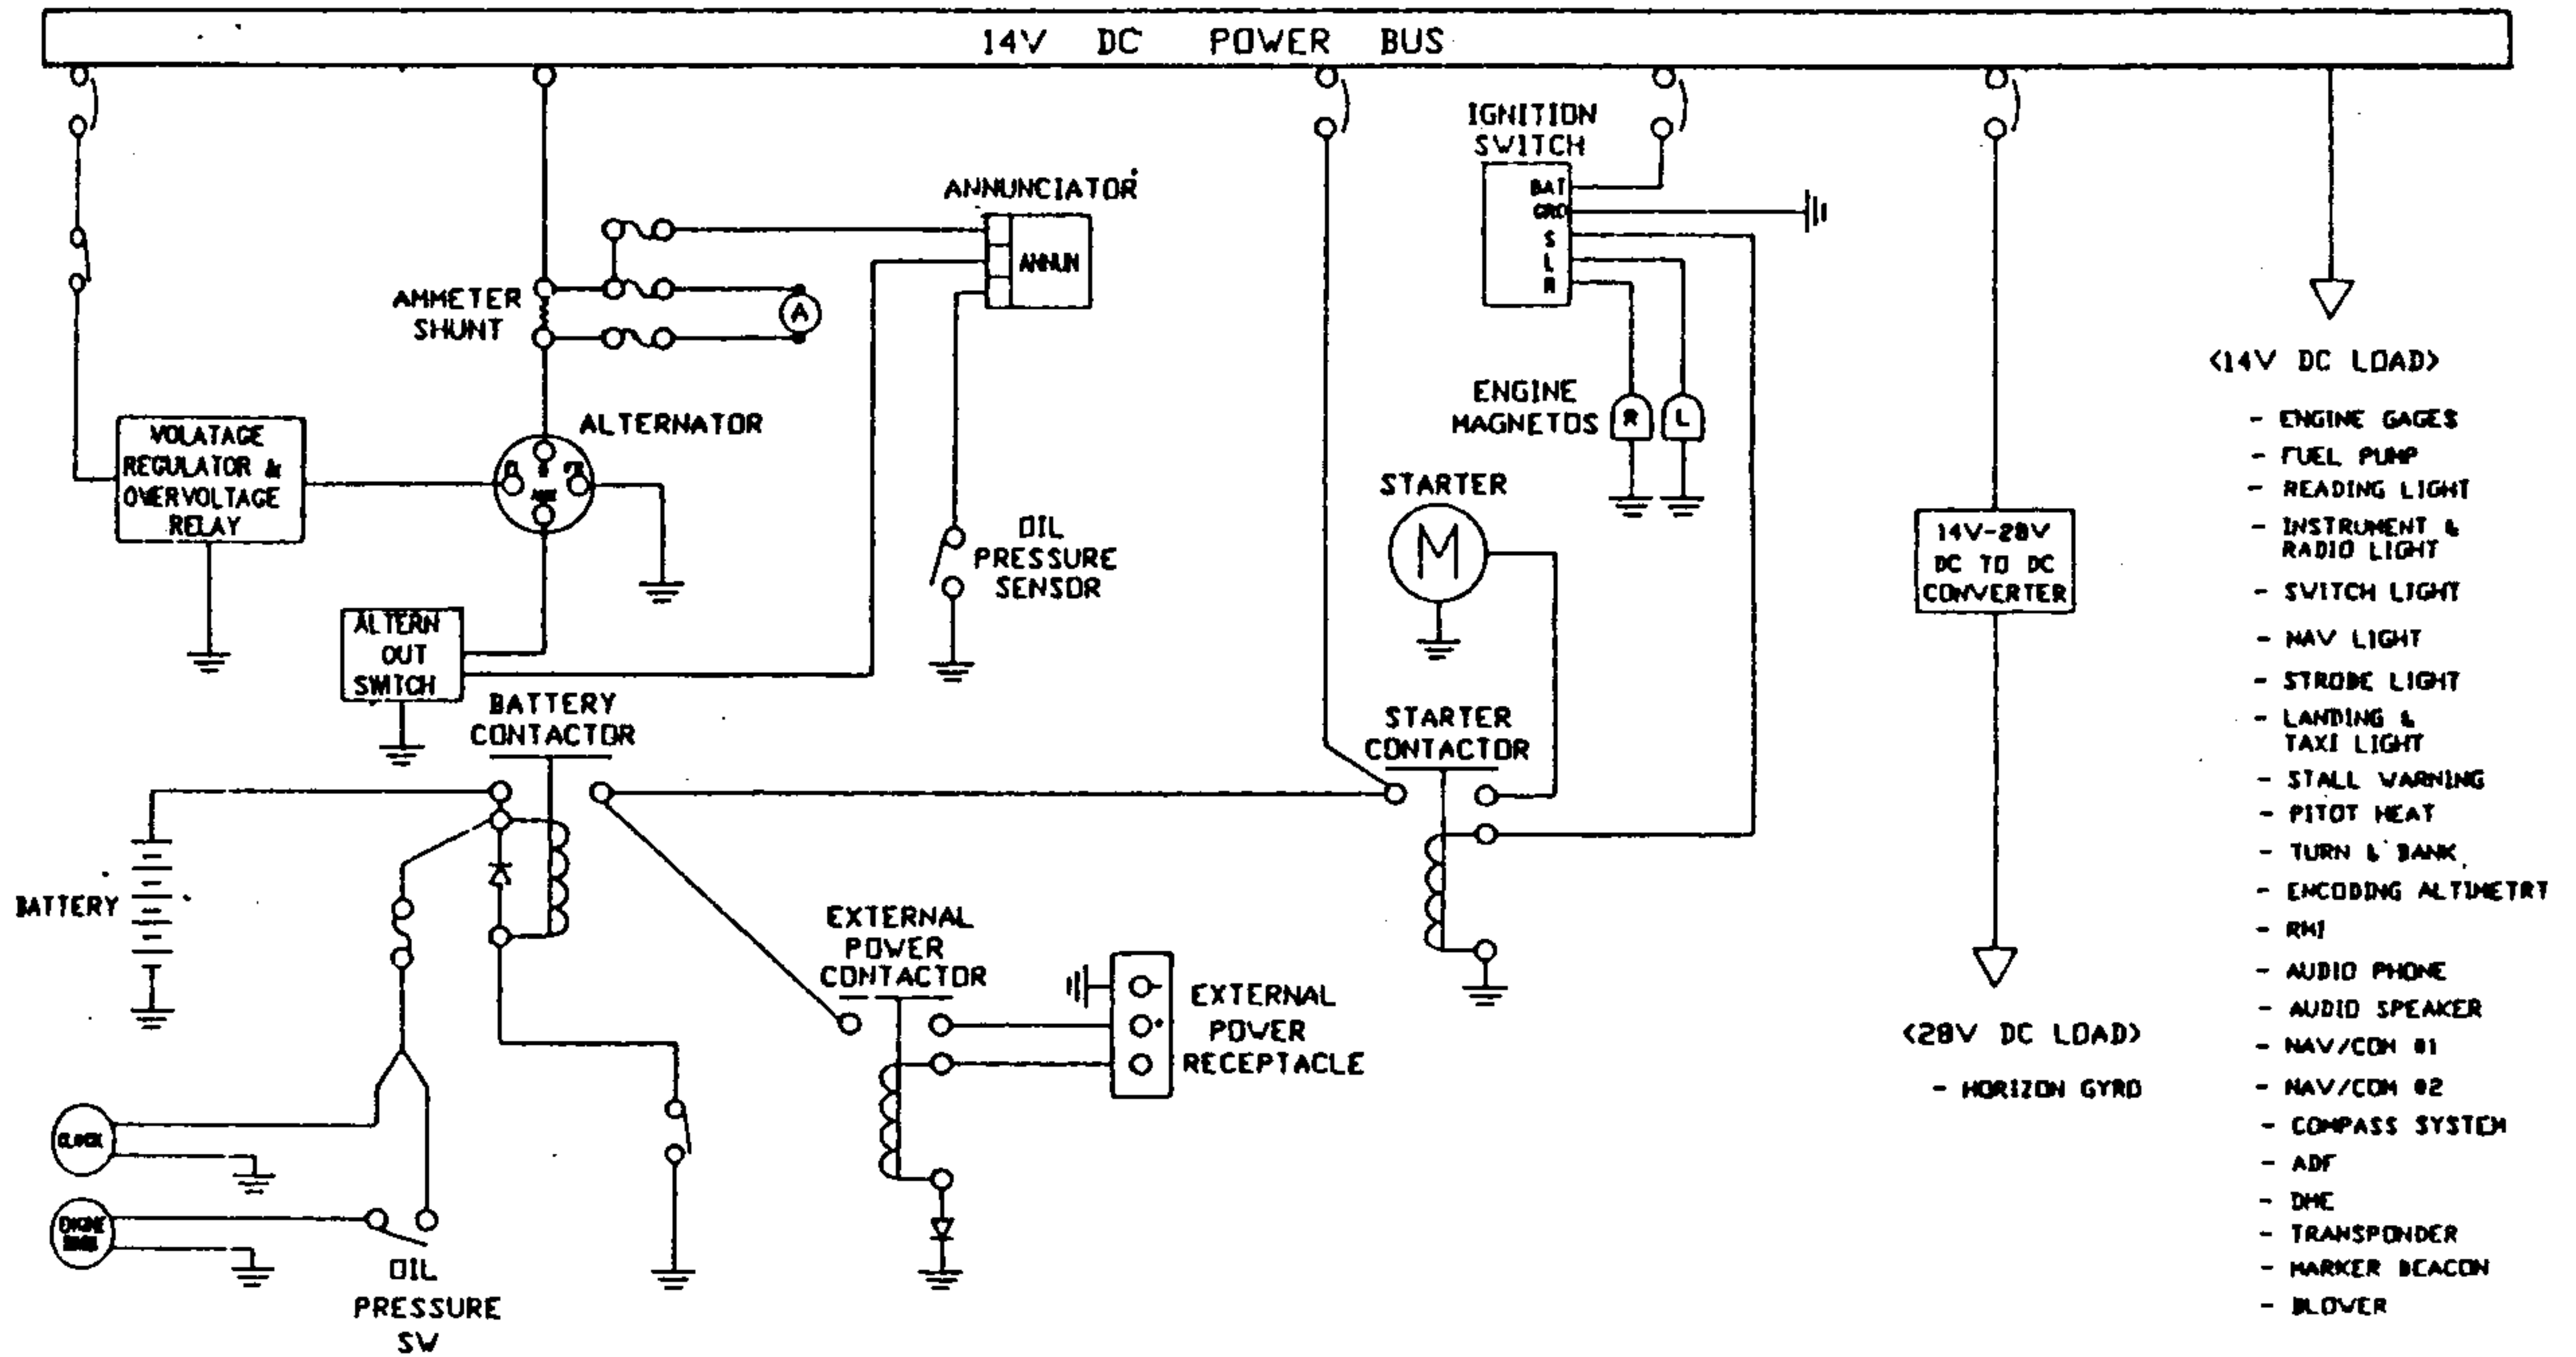 14V DC POWER BUS
IGNITION
SWITCH
BAT
GRD
S
L
R
ANNUNCIATOR
ANNUN
AMMETER
SHUNT
A
<14V DC LOAD>
ENGINE
MAGNETOS
R
L
- ENGINE GAGES
- FUEL PUMP
- READING LIGHT
- INSTRUMENT &
RADIO LIGHT
- SWITCH LIGHT
- NAV LIGHT
- STROBE LIGHT
- LANDING &
TAXI LIGHT
- STALL WARNING
- PITOT HEAT
- TURN & BANK
- ENCODING ALTIMETRT
- RMI
- AUDIO PHONE
- AUDIO SPEAKER
- NAV/COM #1
- NAV/COM #2
- COMPASS SYSTEM
- ADF
- DME
- TRANSPONDER
- MARKER BEACON
- BLOWER
ALTERNATOR
AUX
VOLATAGE
REGULATOR &
OVERVOLTAGE
RELAY
STARTER
M
OIL
PRESSURE
SENSOR
14V-28V
DC TO DC
CONVERTER
ALTERN
OUT
SWITCH
BATTERY
CONTACTOR
STARTER
CONTACTOR
BATTERY
EXTERNAL
POWER
CONTACTOR
-
+
EXTERNAL
POWER
RECEPTACLE
<28V DC LOAD>
- HORIZON GYRO
CLOCK
ENGINE
OIL
PRESSURE
SW